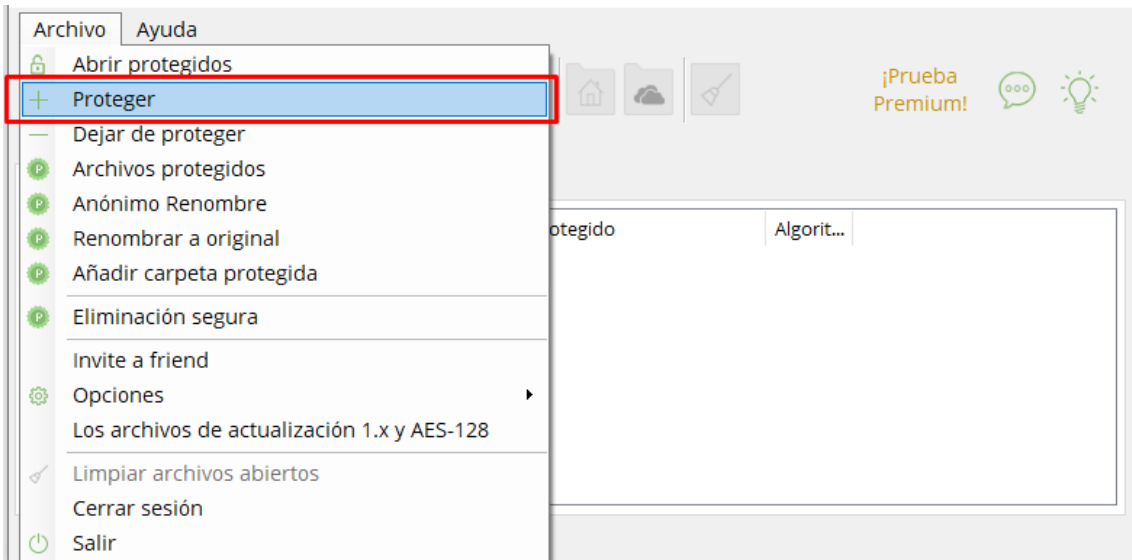 Archivo Ayuda
Abrir protegidos
Proteger
Dejar de proteger
Archivos protegidos
Anónimo Renombre
Renombrar a original
Añadir carpeta protegida
Eliminación segura
Invite a friend
Opciones
Los archivos de actualización 1.x y AES-128
Limpiar archivos abiertos
Cerrar sesión
Salir
¡Prueba
Premium!
otegido Algorit...